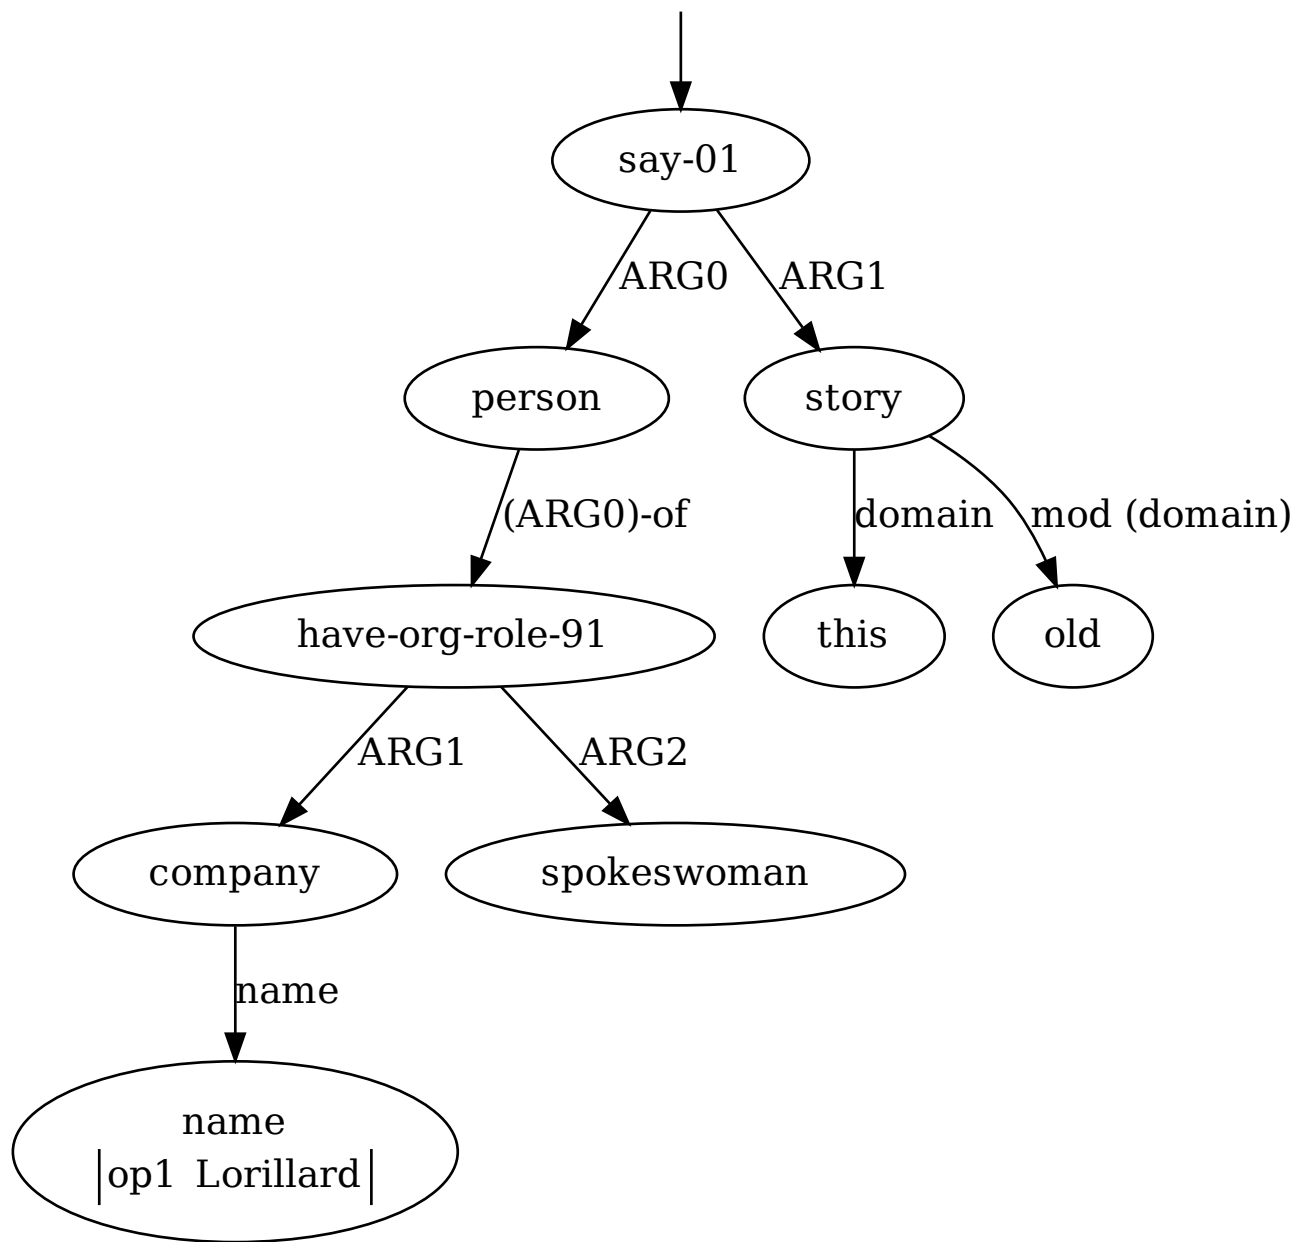 say-01
ARG0 ARG1
person story
(ARG0)-of domain mod (domain)
have-org-role-91 this old
ARG1 ARG2
company spokeswoman
name
name
op1 Lorillard